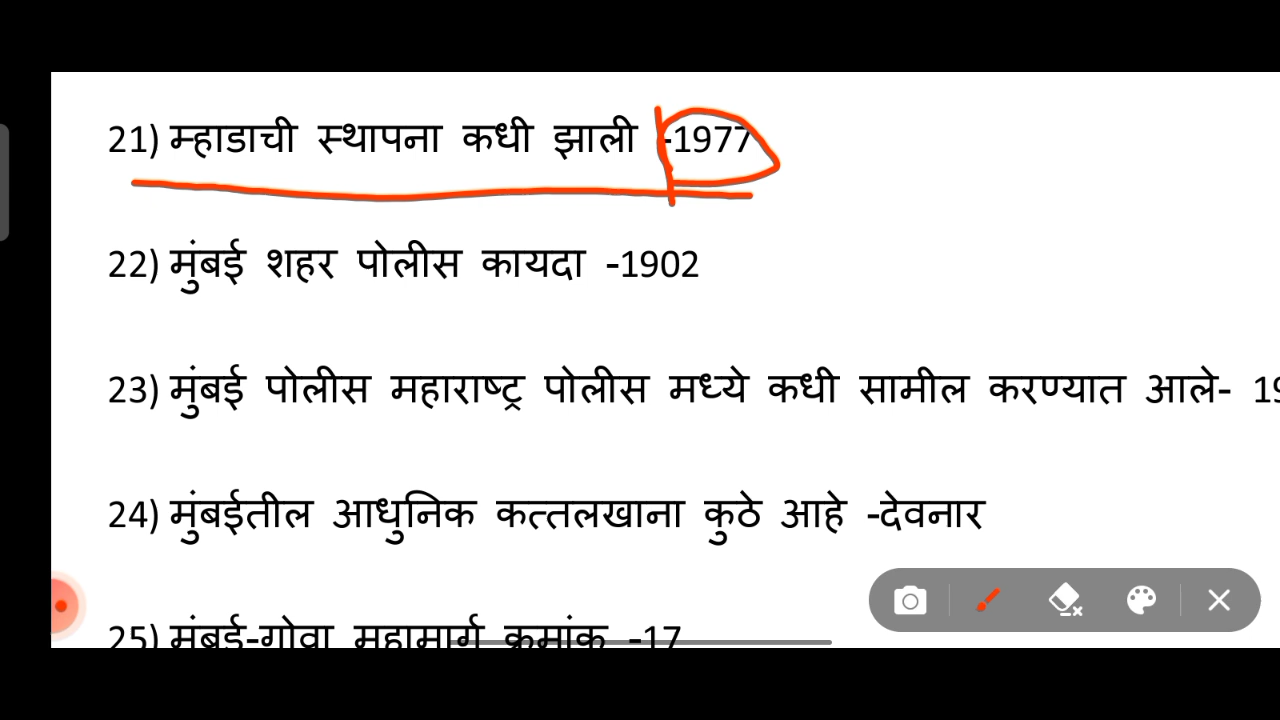 21) म्हाडाची स्थापना कधी झाली -1977
22) मुंबई शहर पोलीस कायदा -1902
23) मुंबई पोलीस महाराष्ट्र पोलीस मध्ये कधी सामील करण्यात आले-
24) मुंबईतील आधुनिक कत्तलखाना कुठे आहे -देवनार
25) मुंबई-गोवा महामार्ग क्रमांक -17